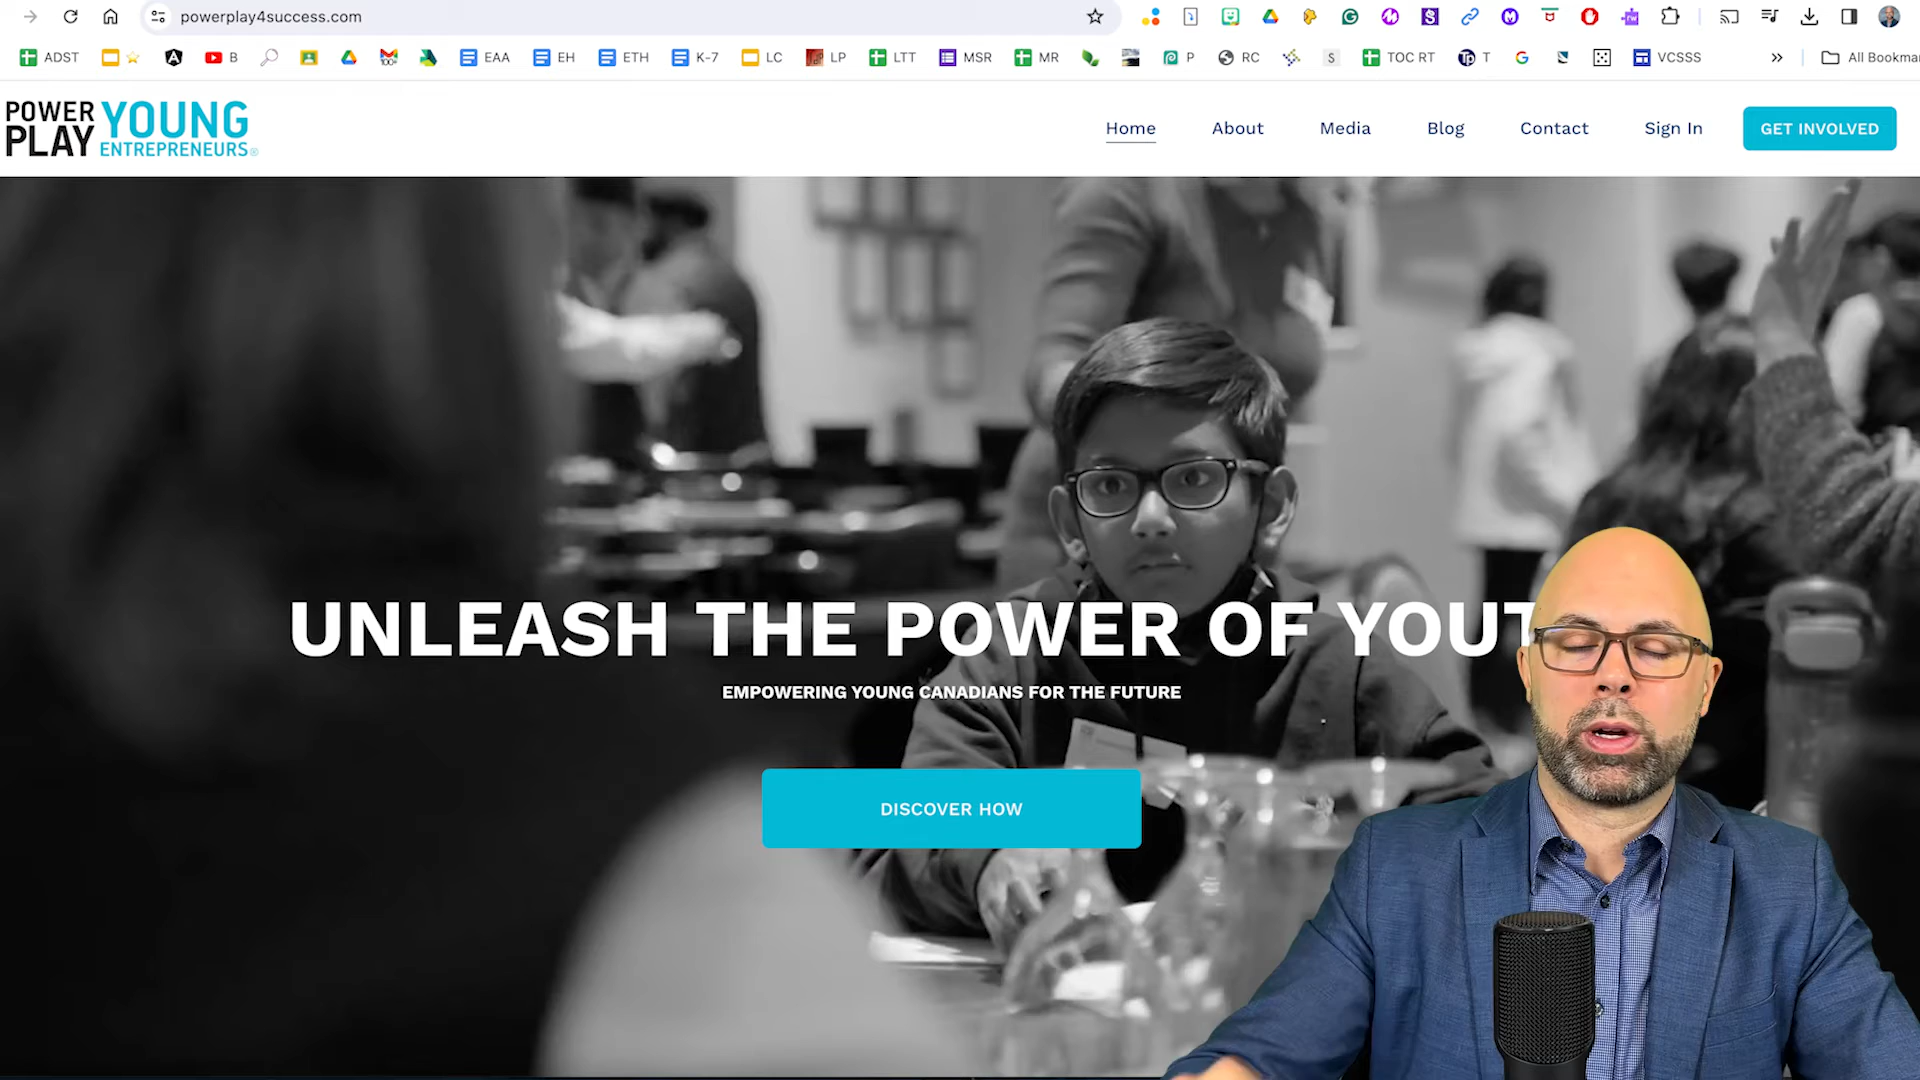 powerplay4success.com
ADST
B
EAA
EH
ETH
K-7
LC
LP
LTT
MSR
MR
P
RC
S
TOC RT
T
VCSSS
»
All Bookmar
POWER PLAY YOUNG ENTREPRENEURS®
Home
About
Media
Blog
Contact
Sign In
GET INVOLVED
UNLEASH THE POWER OF YOUT
EMPOWERING YOUNG CANADIANS FOR THE FUTURE
DISCOVER HOW